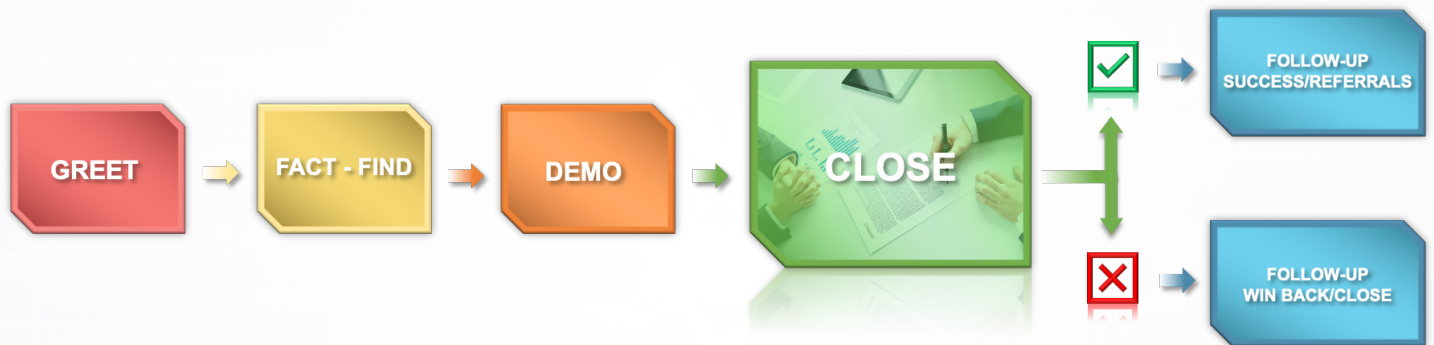 GREET
FACT - FIND
DEMO
CLOSE
FOLLOW-UP
SUCCESS/REFERRALS
FOLLOW-UP
WIN BACK/CLOSE